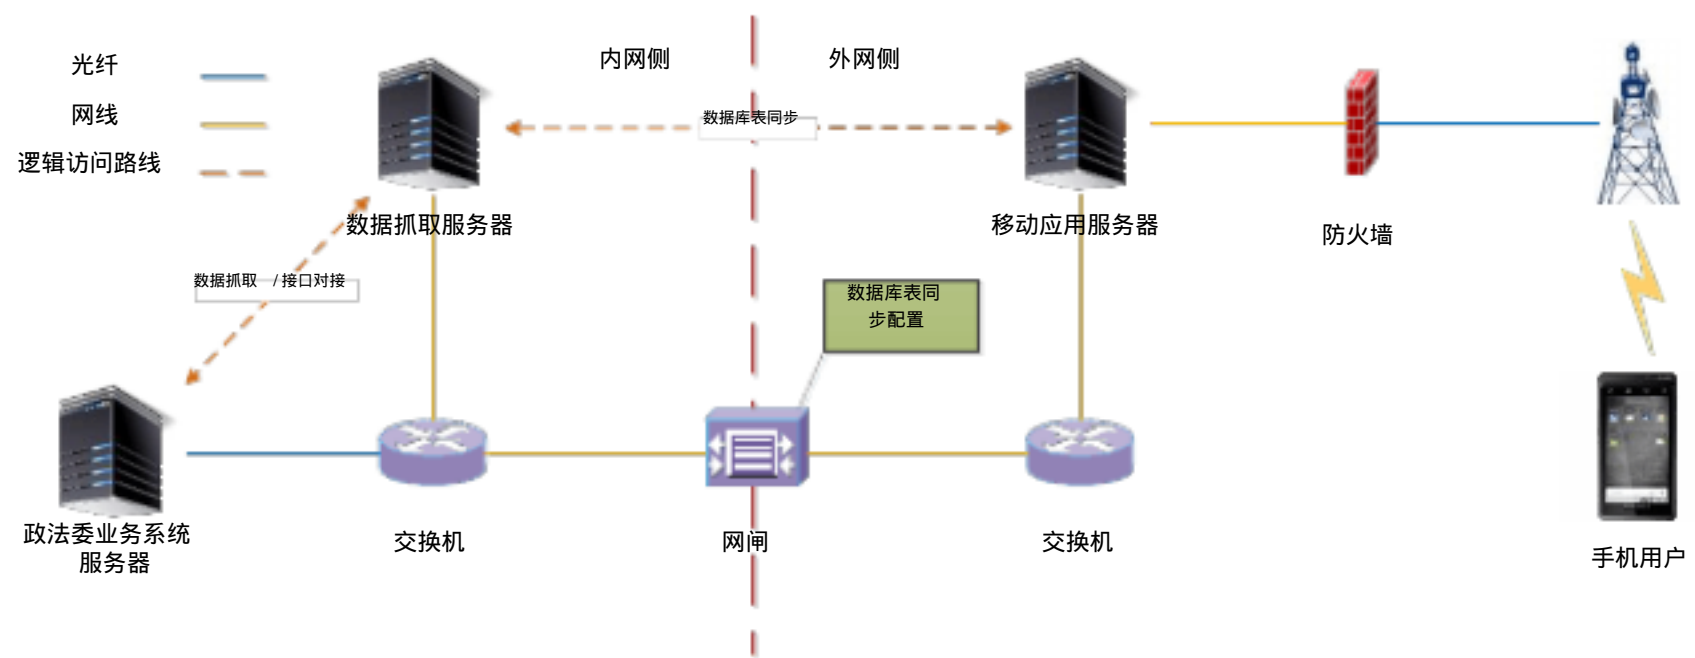 光纤
网线
逻辑访问路线
内网侧
外网侧
数据库表同步
数据抓取服务器
移动应用服务器
防火墙
数据抓取 / 接口对接
数据库表同
步配置
政法委业务系统
服务器
交换机
网闸
交换机
手机用户